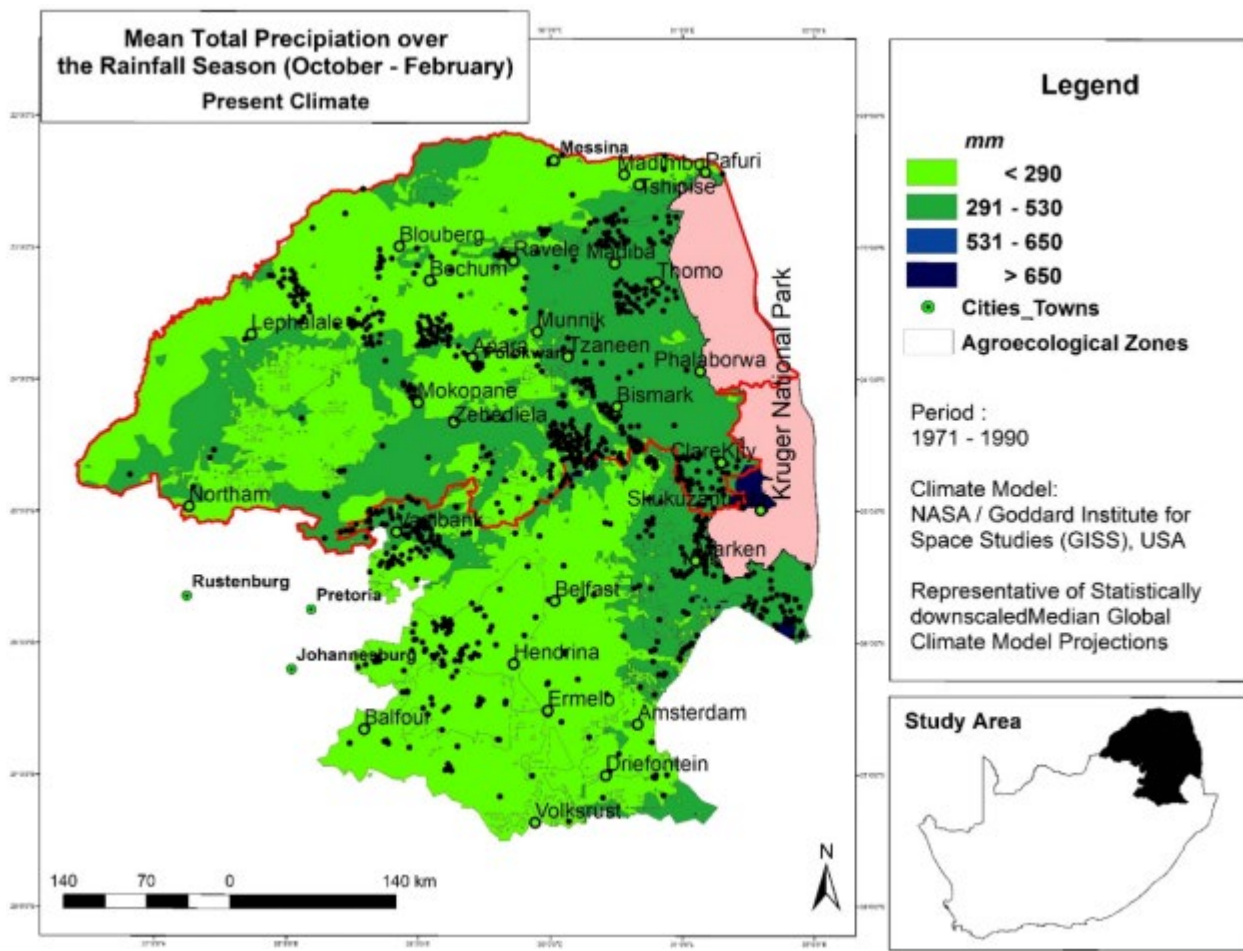 Mean Total Precipiation over
the Rainfall Season (October - February)
Present Climate
Messina
Madimbo
Pafuri
Tshipise
Blouberg
Ravele
Madiba
Bochum
Thomo
Lephalale
Munnik
Tzaneen
Phalaborwa
Mokopane
Bismark
Zebediela
Northam
Kruger National Park
Rustenburg
Pretoria
Belfast
Johannesburg
Hendrina
Ermelo
Amsterdam
Balfour
Driefontein
Volksrust
140 70 0 140 km
N
Legend
mm
< 290
291 - 530
531 - 650
> 650
Cities_Towns
Agroecological Zones
Period :
1971 - 1990
Climate Model:
NASA / Goddard Institute for
Space Studies (GISS), USA
Representative of Statistically
downscaledMedian Global
Climate Model Projections
Study Area